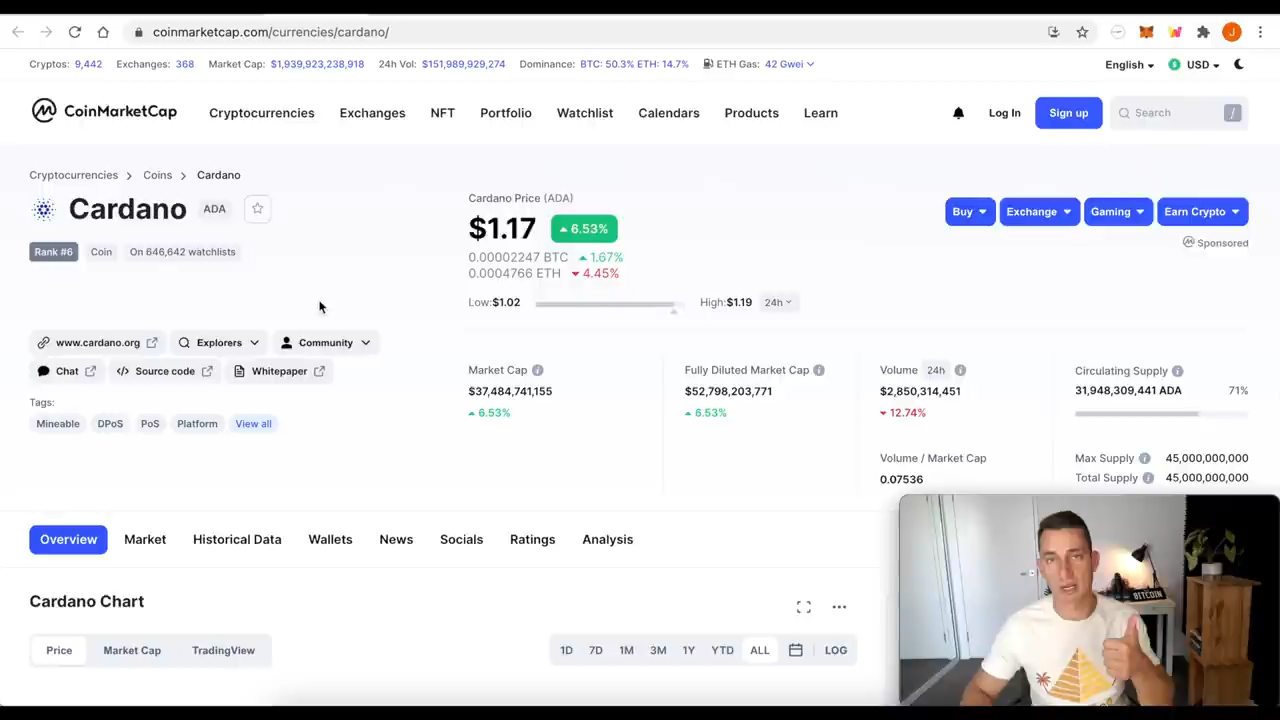 coinmarketcap.com/currencies/cardano/
J
Cryptos: 9,442 Exchanges: 368 Market Cap: $1,939,923,238,918 24h Vol: $151,989,929,274 Dominance: BTC: 50.3% ETH: 14.7% ETH Gas: 42 Gwei English USD
CoinMarketCap Cryptocurrencies Exchanges NFT Portfolio Watchlist Calendars Products Learn Log In Sign up Search /
Cryptocurrencies Coins Cardano
Cardano ADA
Rank #6 Coin On 646,642 watchlists
Cardano Price (ADA)
$1.17 6.53%
0.00002247 BTC 1.67%
0.0004766 ETH 4.45%
Low:$1.02 High:$1.19 24h
Buy Exchange Gaming Earn Crypto
Sponsored
www.cardano.org Explorers Community
Chat Source code Whitepaper
Tags:
Mineable DPoS PoS Platform View all
Market Cap
$37,484,741,155
6.53%
Fully Diluted Market Cap
$52,798,203,771
6.53%
Volume 24h
$2,850,314,451
12.74%
Volume / Market Cap
0.07536
Circulating Supply
31,948,309,441 ADA 71%
Max Supply 45,000,000,000
Total Supply 45,000,000,000
Overview Market Historical Data Wallets News Socials Ratings Analysis
Cardano Chart
Price Market Cap TradingView 1D 7D 1M 3M 1Y YTD ALL LOG
BITCOIN